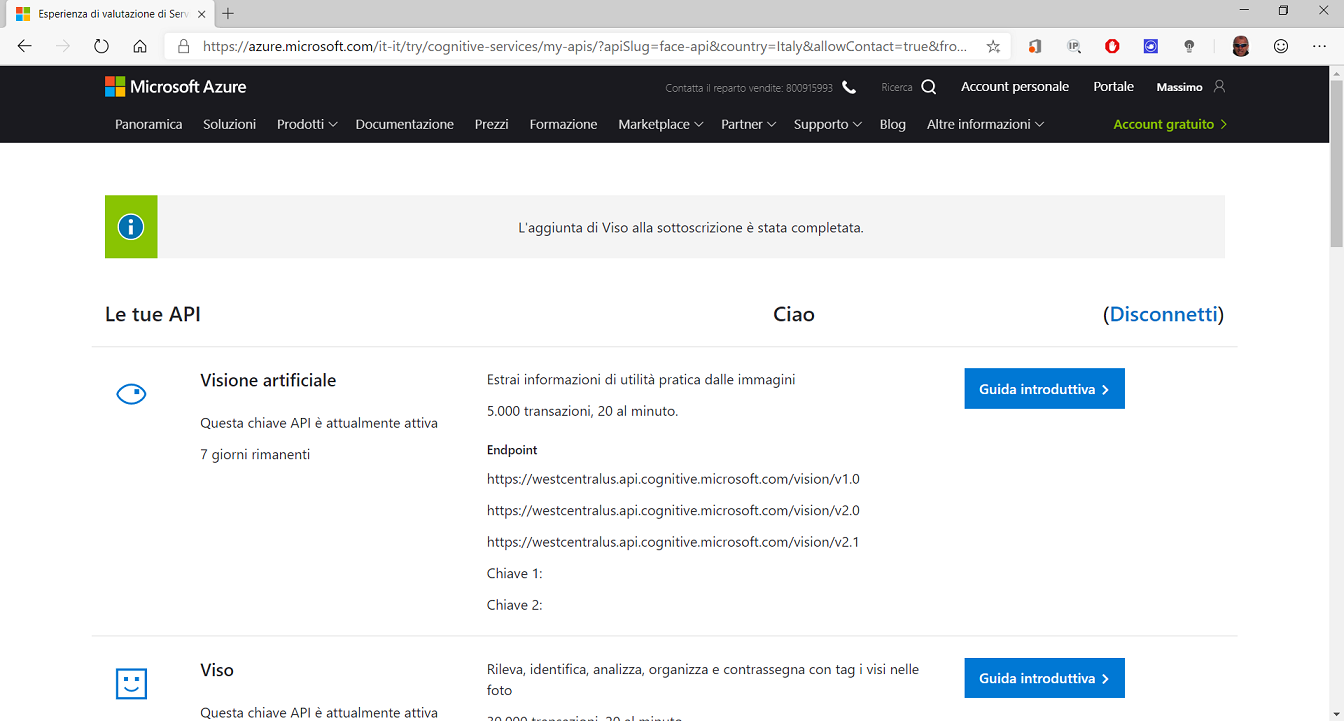 Esperienza di valutazione di Serv
https://azure.microsoft.com/it-it/try/cognitive-services/my-apis/?apiSlug=face-api&country=Italy&allowContact=true&fro...
Microsoft Azure
Contatta il reparto vendite: 800915993
Ricerca
Account personale
Portale
Massimo
Panoramica
Soluzioni
Prodotti
Documentazione
Prezzi
Formazione
Marketplace
Partner
Supporto
Blog
Altre informazioni
Account gratuito
L'aggiunta di Viso alla sottoscrizione è stata completata.
Le tue API
Ciao
(Disconnetti)
Visione artificiale
Questa chiave API è attualmente attiva
7 giorni rimanenti
Estrai informazioni di utilità pratica dalle immagini
5.000 transazioni, 20 al minuto.
Endpoint
https://westcentralus.api.cognitive.microsoft.com/vision/v1.0
https://westcentralus.api.cognitive.microsoft.com/vision/v2.0
https://westcentralus.api.cognitive.microsoft.com/vision/v2.1
Chiave 1:
Chiave 2:
Guida introduttiva
Viso
Questa chiave API è attualmente attiva
Rileva, identifica, analizza, organizza e contrassegna con tag i visi nelle
foto
30.000 transazioni, 20 al minuto.
Guida introduttiva